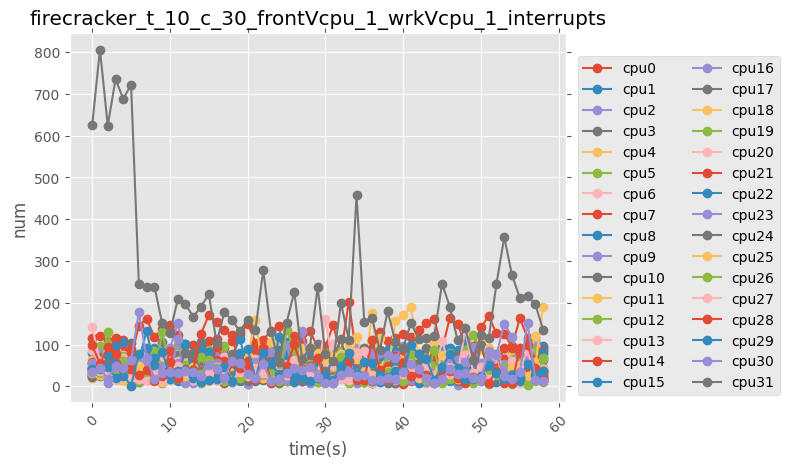 firecracker_t_10_c_30_frontVcpu_1_wrkVcpu_1_interrupts
num
800
700
600
500
400
300
200
100
0
0 10 20 30 40 50 60
time(s)
cpu0 cpu16
cpu1 cpu17
cpu2 cpu18
cpu3 cpu19
cpu4 cpu20
cpu5 cpu21
cpu6 cpu22
cpu7 cpu23
cpu8 cpu24
cpu9 cpu25
cpu10 cpu26
cpu11 cpu27
cpu12 cpu28
cpu13 cpu29
cpu14 cpu30
cpu15 cpu31